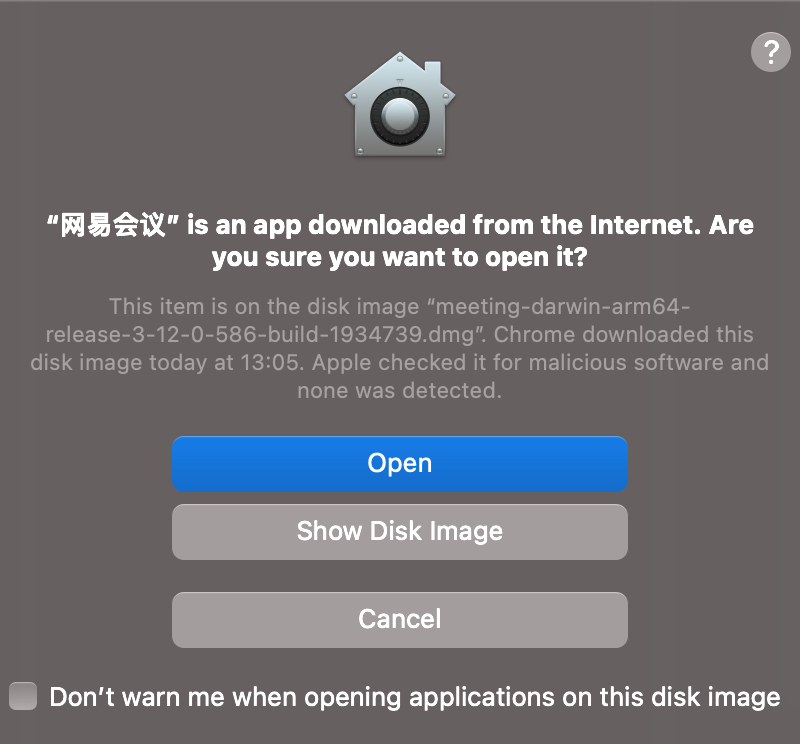 ?
“网易会议” is an app downloaded from the Internet. Are
you sure you want to open it?
This item is on the disk image “meeting-darwin-arm64-
release-3-12-0-586-build-1934739.dmg”. Chrome downloaded this
disk image today at 13:05. Apple checked it for malicious software and
none was detected.
Open
Show Disk Image
Cancel
Don’t warn me when opening applications on this disk image